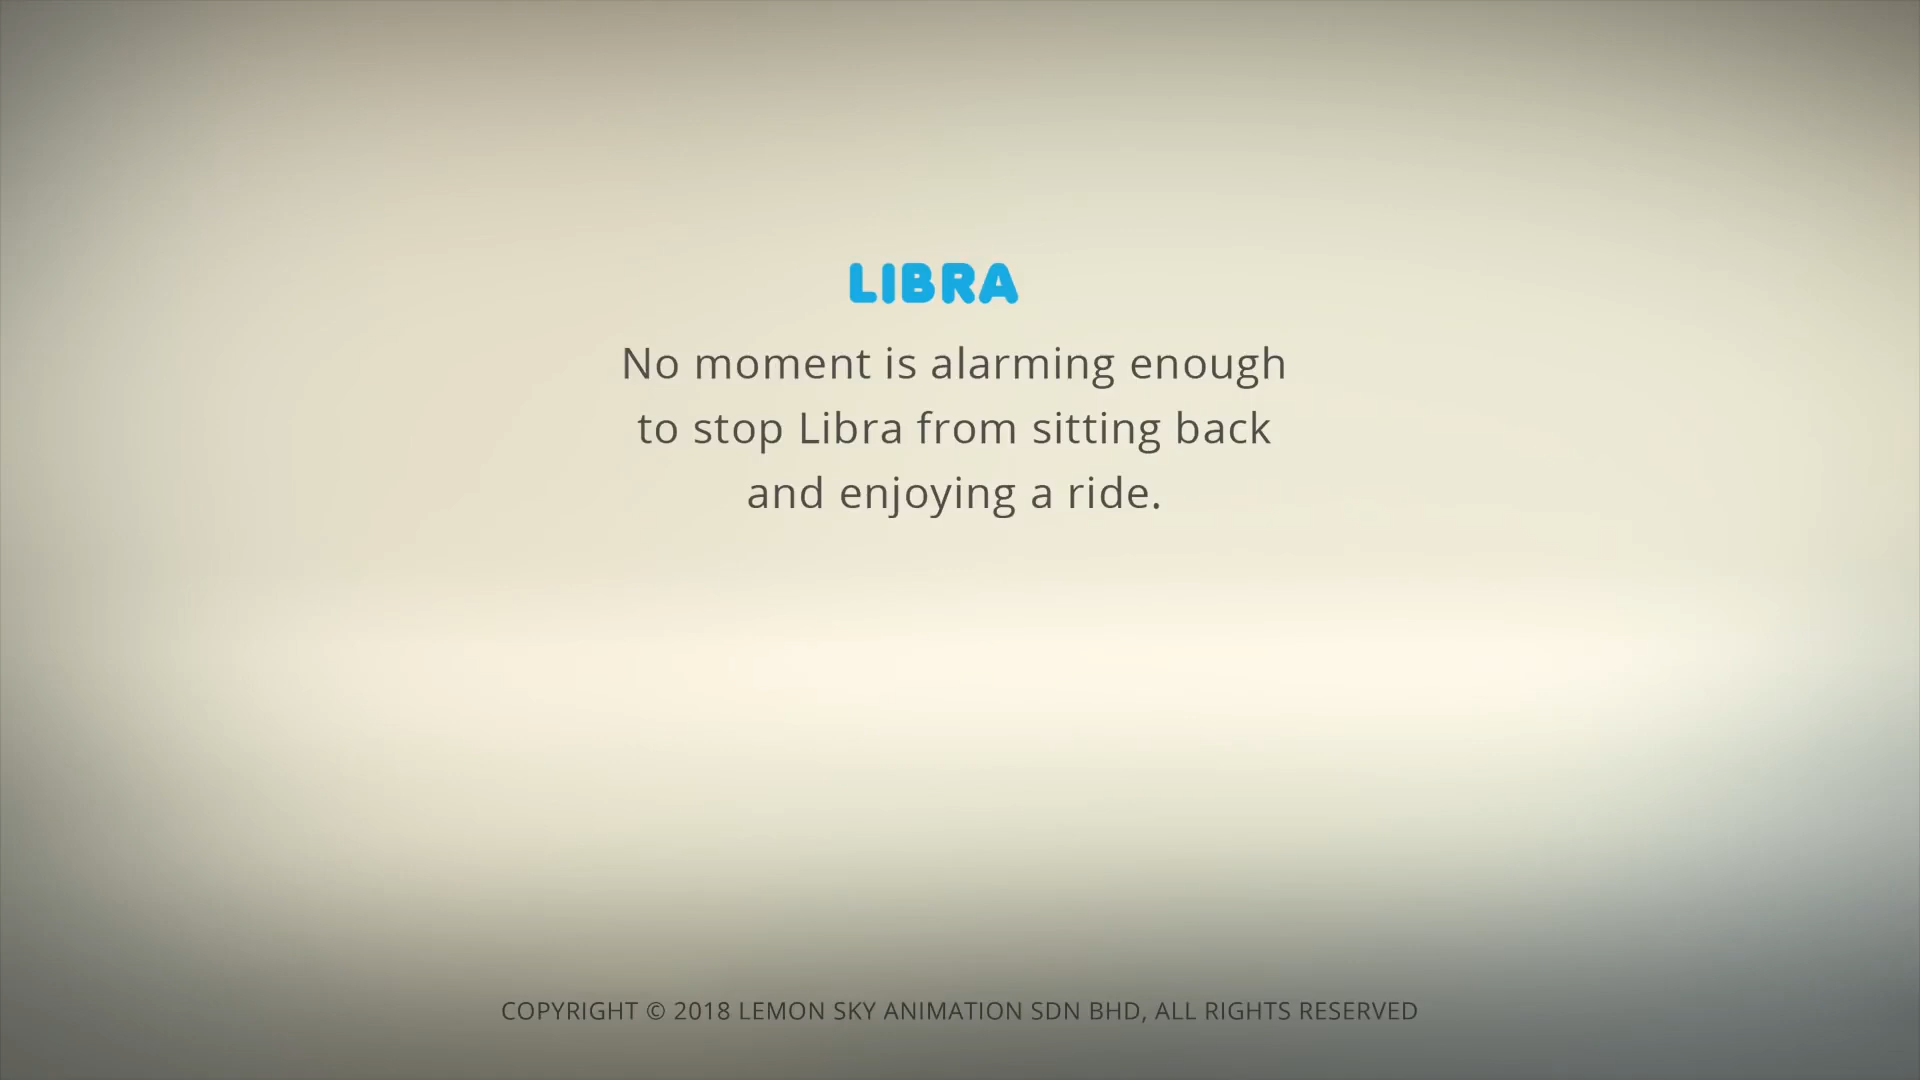 LIBRA
No moment is alarming enough
to stop Libra from sitting back
and enjoying a ride.
COPYRIGHT © 2018 LEMON SKY ANIMATION SDN BHD, ALL RIGHTS RESERVED